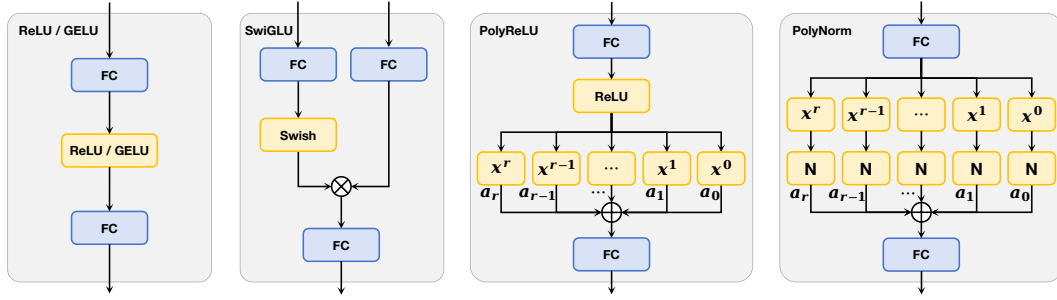 ReLU / GELU
FC
ReLU / GELU
FC
SwiGLU
FC FC
Swish
FC
PolyReLU
FC
ReLU
x^r x^{r−1} ... x^1 x^0
a_r a_{r−1} ... a_1 a_0
FC
PolyNorm
FC
x^r x^{r−1} ... x^1 x^0
N N N N N
a_r a_{r−1} ... a_1 a_0
FC